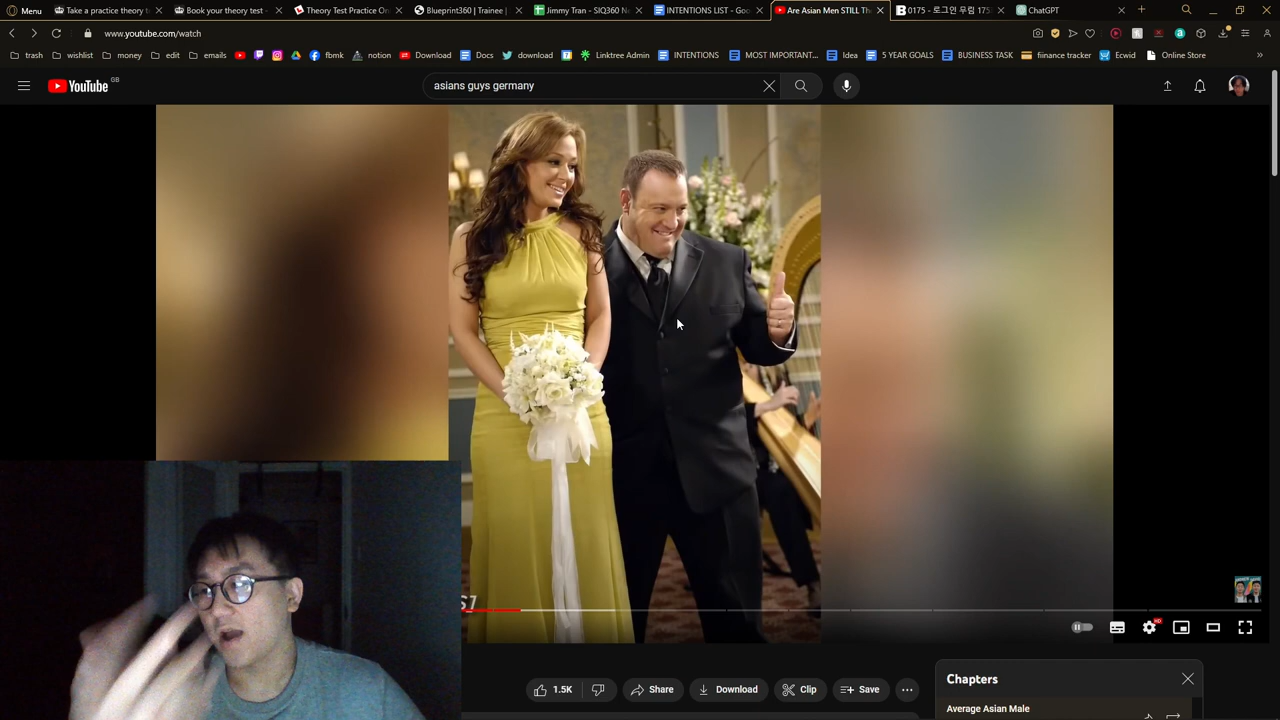 Menu
Take a practice theory t
Book your theory test -
Theory Test Practice On
Blueprint360 | Trainee |
Jimmy Tran - SIQ360 Ne
INTENTIONS LIST - Goo
Are Asian Men STILL Th
0175 - 로그인 우림 175
ChatGPT
www.youtube.com/watch
trash
wishlist
money
edit
emails
fbmk
notion
Download
Docs
download
Linktree Admin
INTENTIONS
MOST IMPORTANT...
Idea
5 YEAR GOALS
BUSINESS TASK
fiinance tracker
Ecwid
Online Store
YouTube GB
asians guys germany
HD
1.5K
Share
Download
Clip
Save
Chapters
Average Asian Male